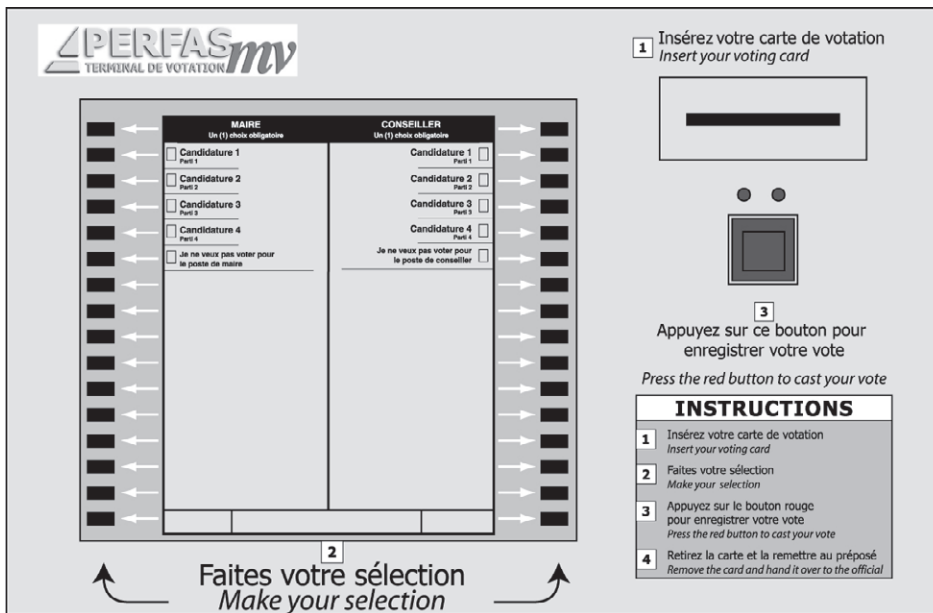 PERFAS mv
TERMINAL DE VOTATION
1 Insérez votre carte de votation
Insert your voting card
MAIRE
Un (1) choix obligatoire
Candidature 1
Parti 1
Candidature 2
Parti 2
Candidature 3
Parti 3
Candidature 4
Parti 4
Je ne veux pas voter pour
le poste de maire
CONSEILLER
Un (1) choix obligatoire
Candidature 1
Parti 1
Candidature 2
Parti 2
Candidature 3
Parti 3
Candidature 4
Parti 4
Je ne veux pas voter pour
le poste de conseiller
2
Faites votre sélection
Make your selection
3
Appuyez sur ce bouton pour
enregistrer votre vote
Press the red button to cast your vote
INSTRUCTIONS
1 Insérez votre carte de votation
Insert your voting card
2 Faites votre sélection
Make your selection
3 Appuyez sur le bouton rouge
pour enregistrer votre vote
Press the red button to cast your vote
4 Retirez la carte et la remettre au préposé
Remove the card and hand it over to the official